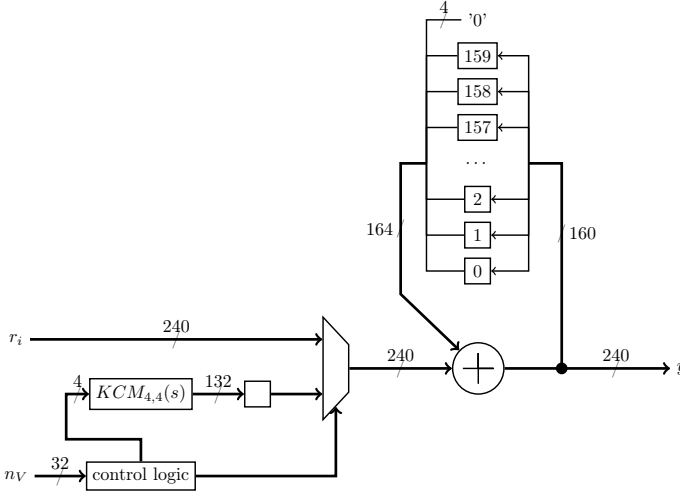 4 '0'
159
158
157
...
2
164 1 160
0
r_i 240
240 240
4 KCM_{4,4}(s) 132
n_V 32 control logic